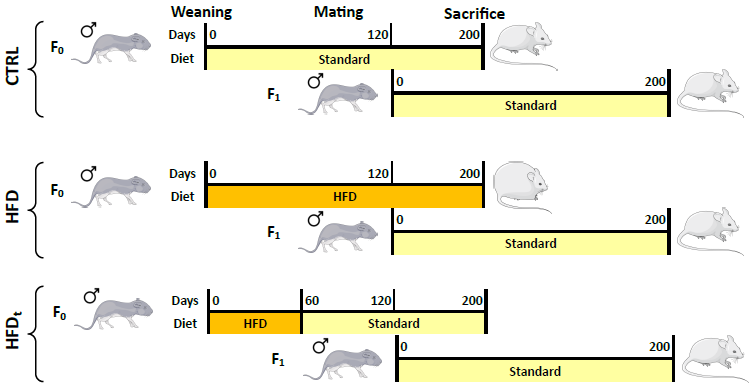 Weaning Mating Sacrifice
CTRL
F0 ♂ Days 0 120 200
Diet Standard
F1 ♂ 0 200
Standard
HFD
F0 ♂ Days 0 120 200
Diet HFD
F1 ♂ 0 200
Standard
HFDt
F0 ♂ Days 0 60 120 200
Diet HFD Standard
F1 ♂ 0 200
Standard